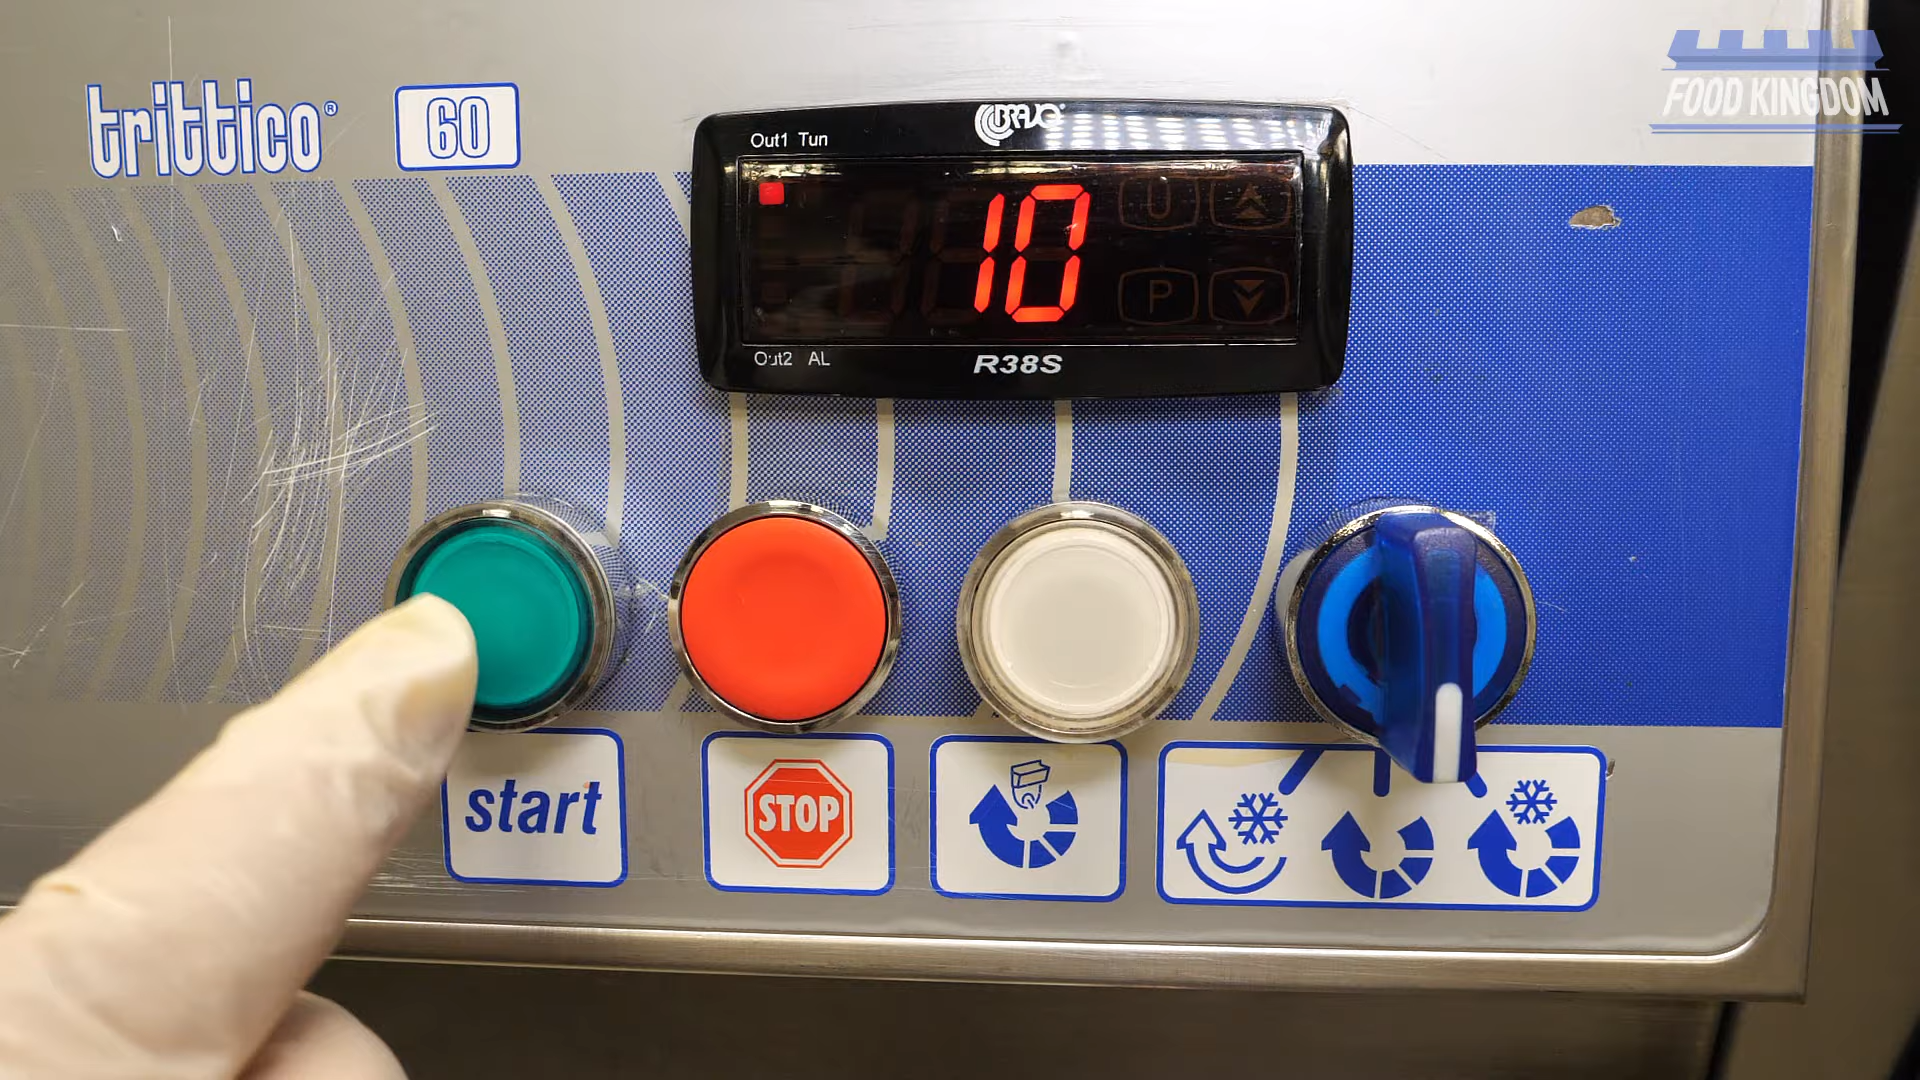 trittico®
60
FOOD KINGDOM
BRAVO®
Out1 Tun
10
U
P
Out2 AL
R38S
start
STOP